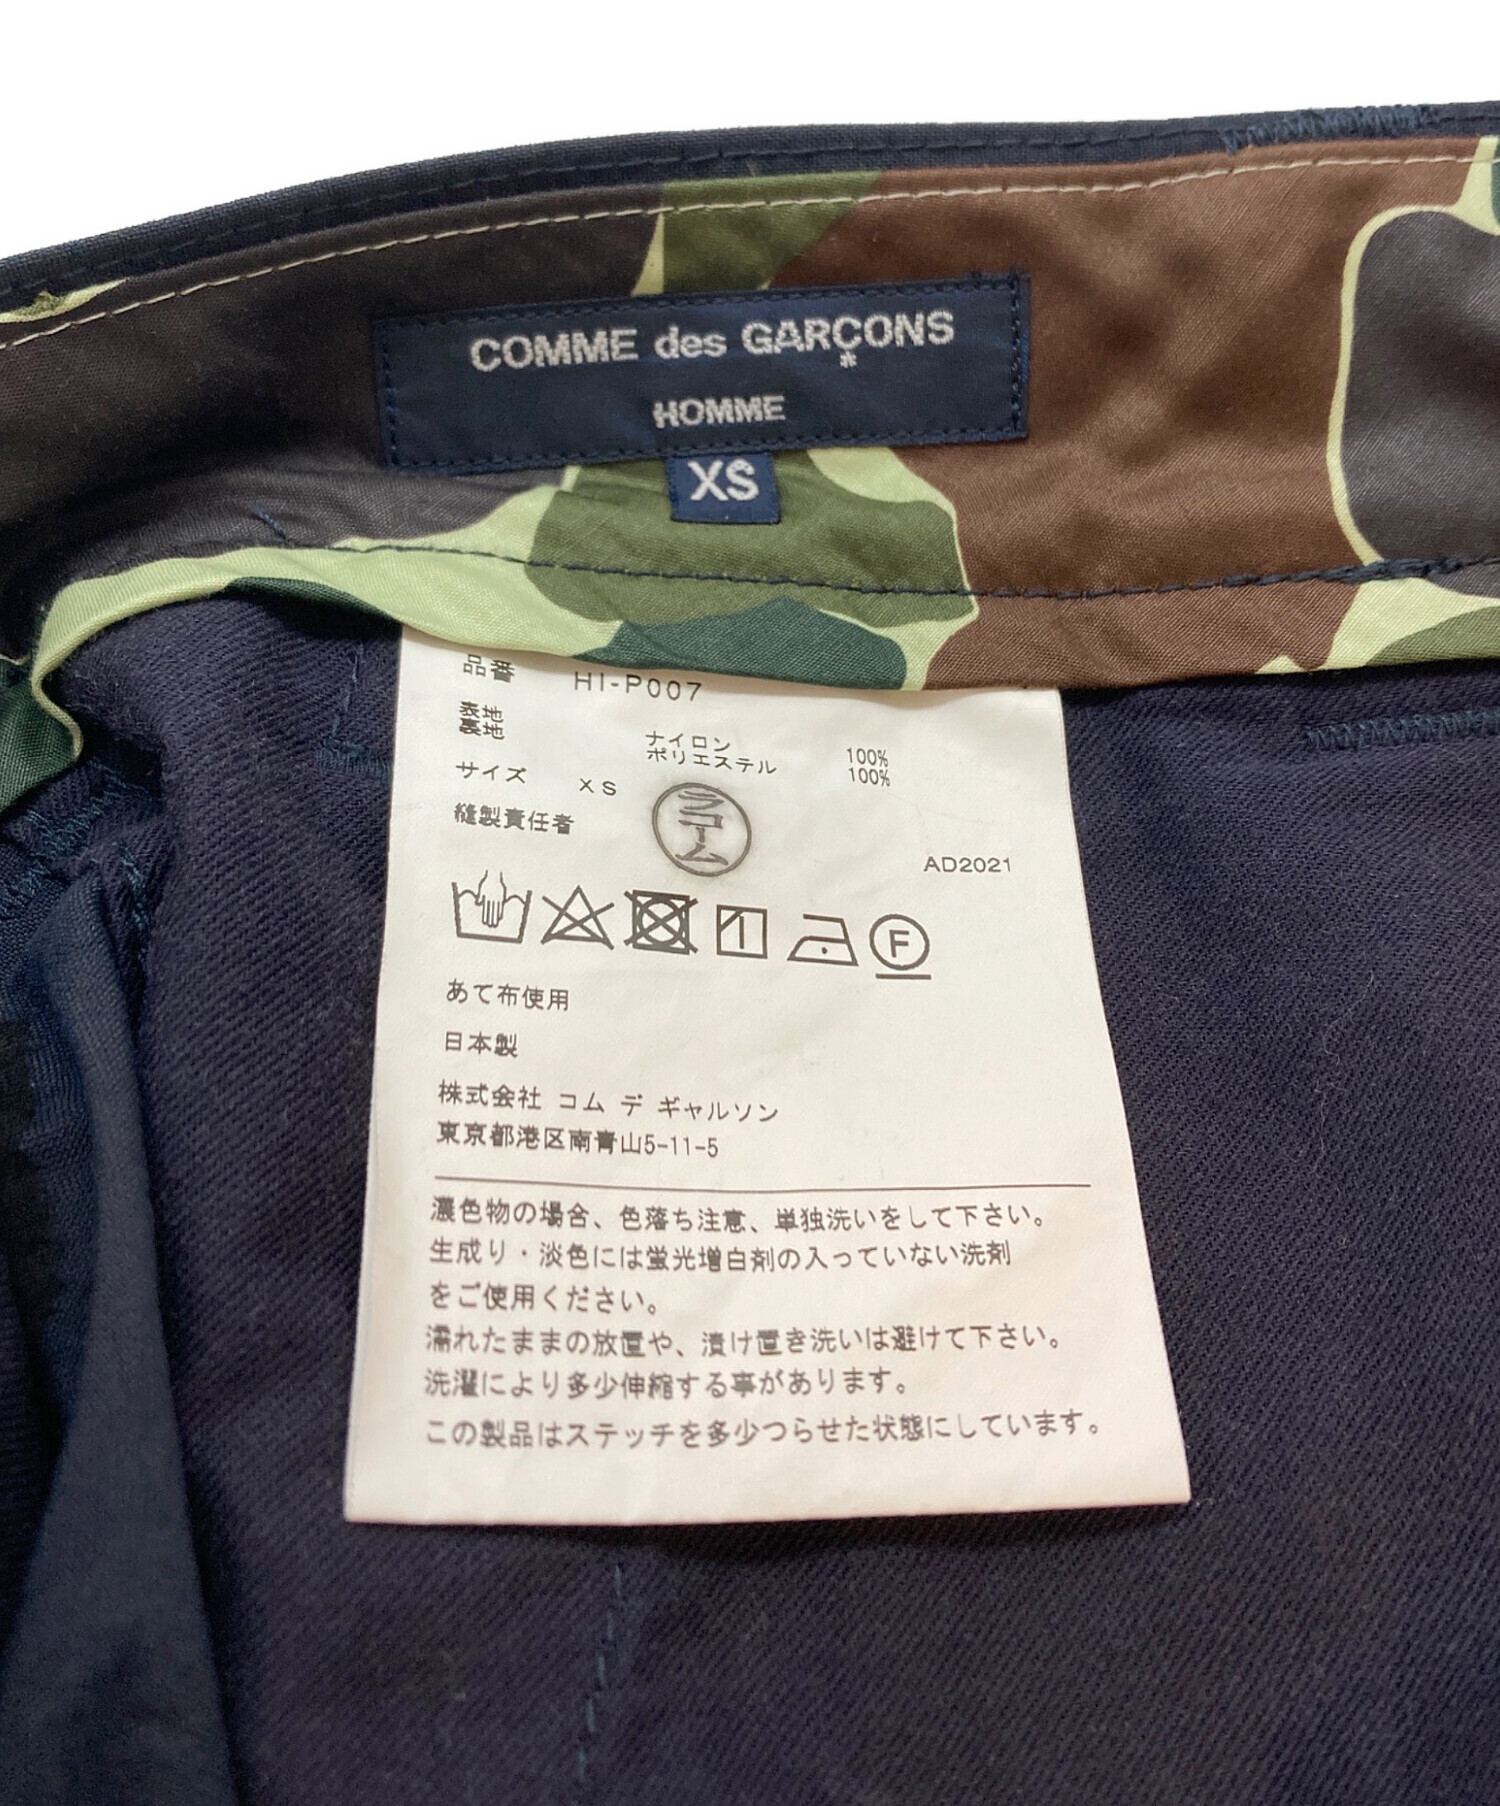 COMME des GARÇONS
*
HOMME
XS
品番 HI-P007
表地 ナイロン 100%
裏地 ポリエステル 100%
サイズ XS
縫製責任者 ラコーム
AD2021
F
あて布使用
日本製
株式会社 コム デ ギャルソン
東京都港区南青山5-11-5
濃色物の場合、色落ち注意、単独洗いをして下さい。
生成り・淡色には蛍光増白剤の入っていない洗剤
をご使用ください。
濡れたままの放置や、漬け置き洗いは避けて下さい。
洗濯により多少伸縮する事があります。
この製品はステッチを多少つらせた状態にしています。